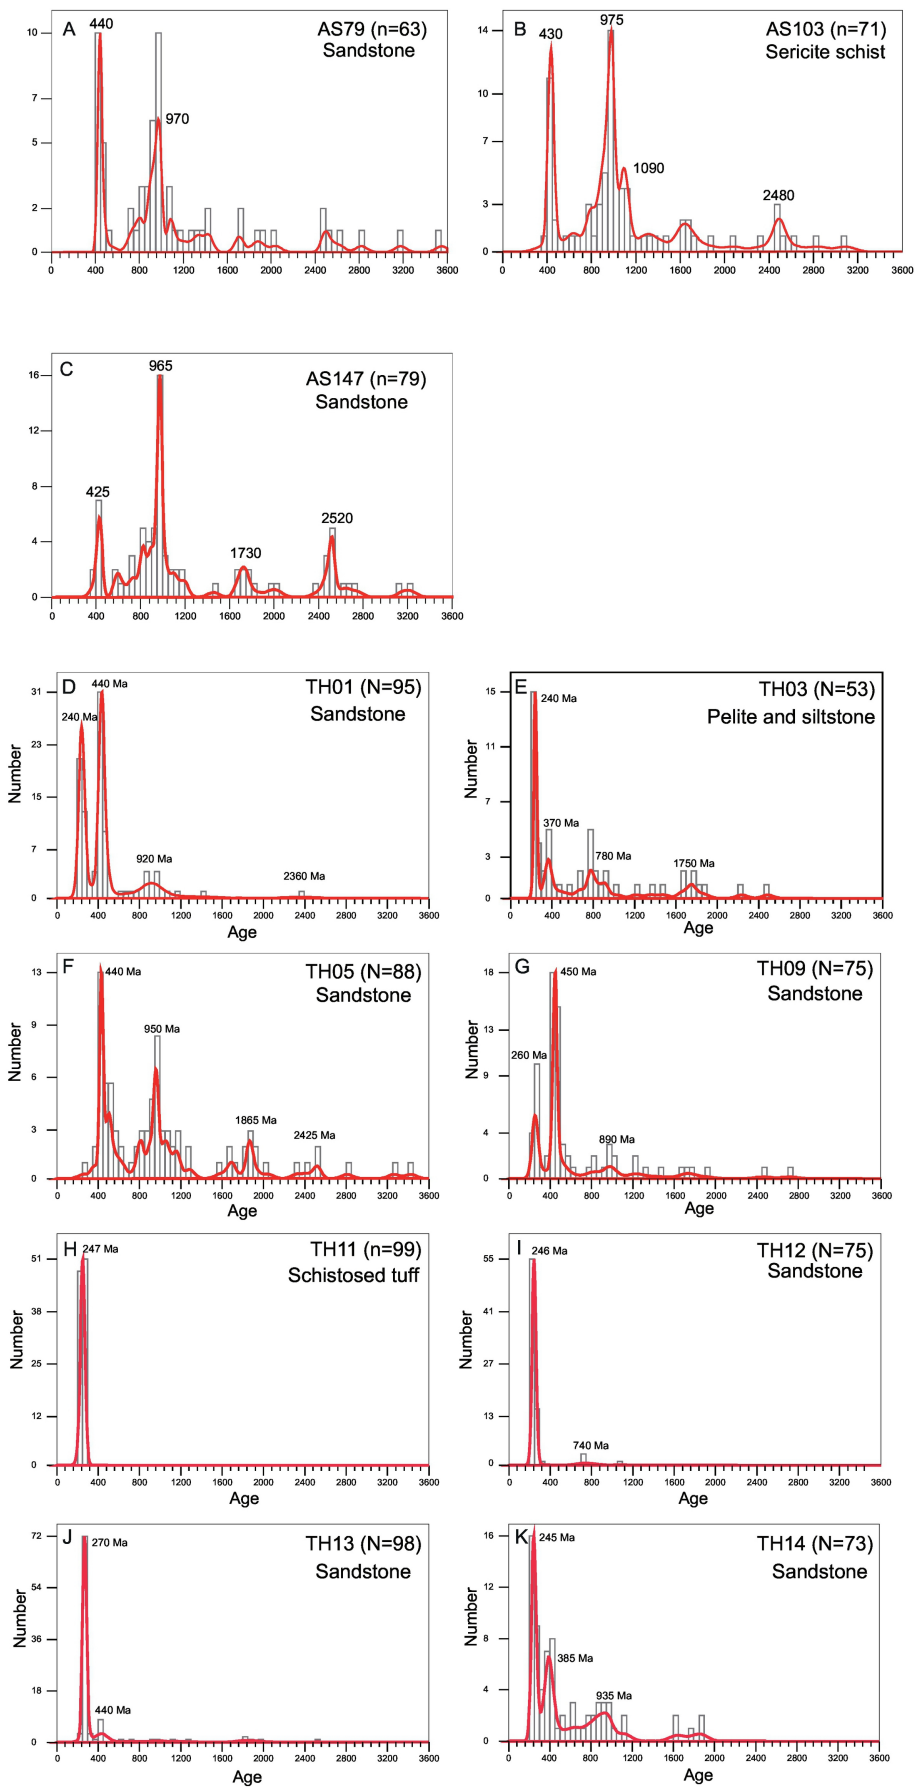 A
440
AS79 (n=63)
Sandstone
970
10
7
5
2
0
0 400 800 1200 1600 2000 2400 2800 3200 3600
B
430
975
AS103 (n=71)
Sericite schist
1090
2480
14
10
7
3
0
0 400 800 1200 1600 2000 2400 2800 3200 3600
C
965
AS147 (n=79)
Sandstone
425
1730
2520
16
12
8
4
0
0 400 800 1200 1600 2000 2400 2800 3200 3600
D
440 Ma
TH01 (N=95)
Sandstone
240 Ma
920 Ma
2360 Ma
31
23
15
7
0
Number
0 400 800 1200 1600 2000 2400 2800 3200 3600
Age
E
240 Ma
TH03 (N=53)
Pelite and siltstone
370 Ma
780 Ma
1750 Ma
15
11
7
3
0
Number
0 400 800 1200 1600 2000 2400 2800 3200 3600
Age
F
440 Ma
TH05 (N=88)
Sandstone
950 Ma
1865 Ma
2425 Ma
13
9
6
3
0
Number
0 400 800 1200 1600 2000 2400 2800 3200 3600
Age
G
450 Ma
TH09 (N=75)
Sandstone
260 Ma
890 Ma
18
13
9
4
0
Number
0 400 800 1200 1600 2000 2400 2800 3200 3600
Age
H
247 Ma
TH11 (n=99)
Schistosed tuff
51
38
25
12
0
Number
0 400 800 1200 1600 2000 2400 2800 3200 3600
Age
I
246 Ma
TH12 (N=75)
Sandstone
740 Ma
55
41
27
13
0
Number
0 400 800 1200 1600 2000 2400 2800 3200 3600
Age
J
270 Ma
TH13 (N=98)
Sandstone
440 Ma
72
54
36
18
0
Number
0 400 800 1200 1600 2000 2400 2800 3200 3600
Age
K
245 Ma
TH14 (N=73)
Sandstone
385 Ma
935 Ma
16
12
8
4
0
Number
0 400 800 1200 1600 2000 2400 2800 3200 3600
Age